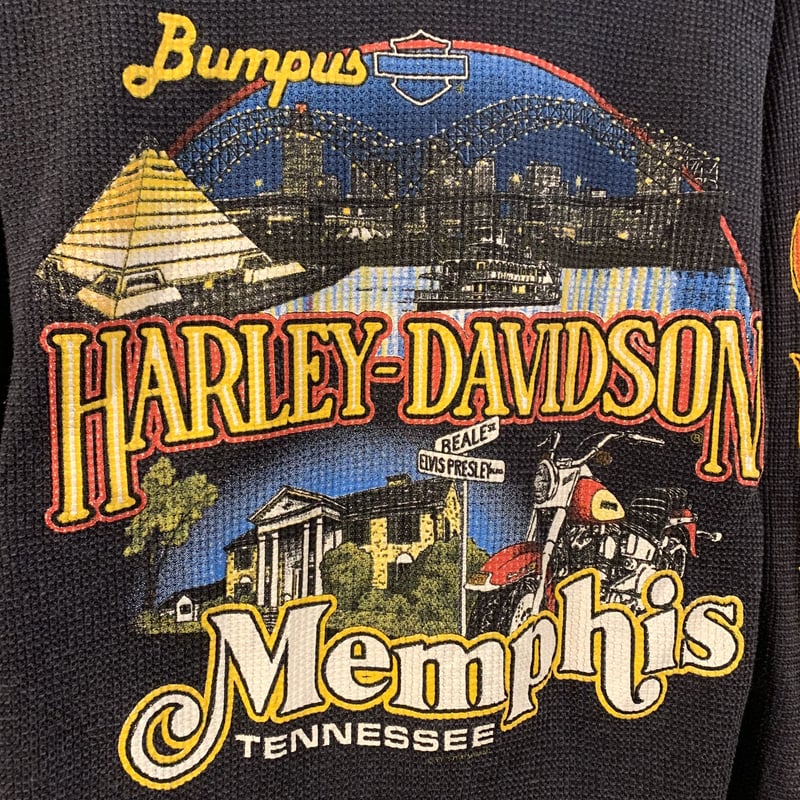 Bumpus
HARLEY-DAVIDSON
BEALE ST
ELVIS PRESLEY BLVD
Memphis
TENNESSEE